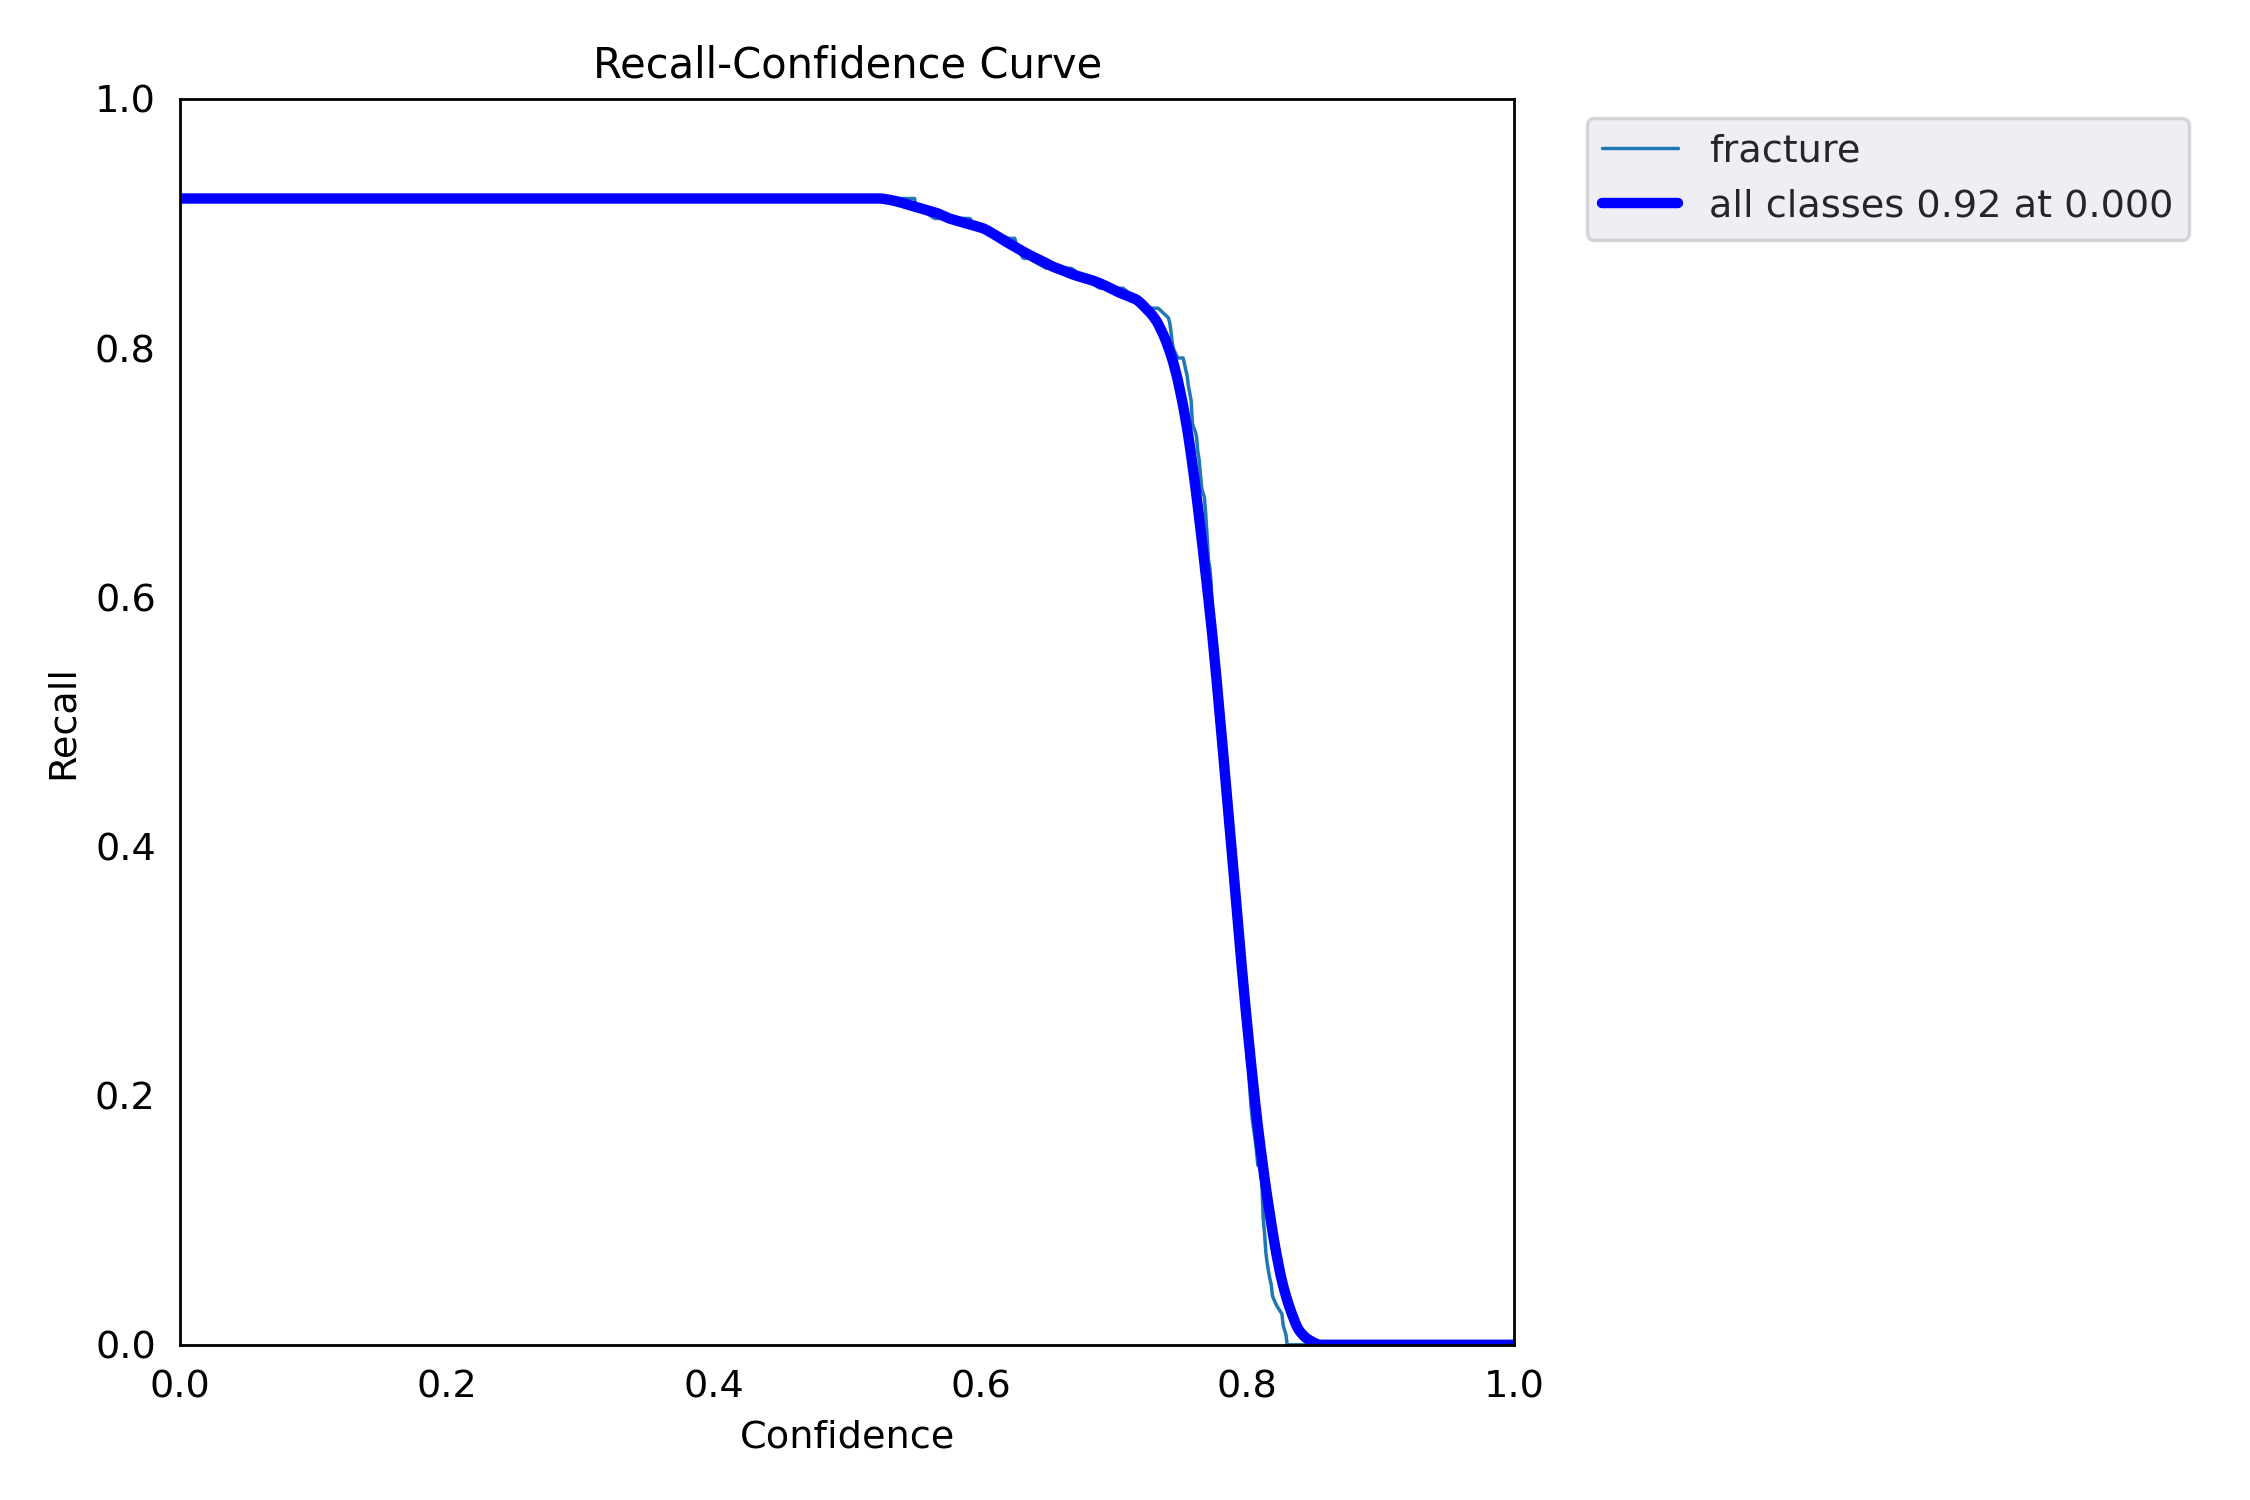 Recall-Confidence Curve
1.0
0.8
0.6
0.4
0.2
0.0
Recall
0.0 0.2 0.4 0.6 0.8 1.0
Confidence
fracture
all classes 0.92 at 0.000